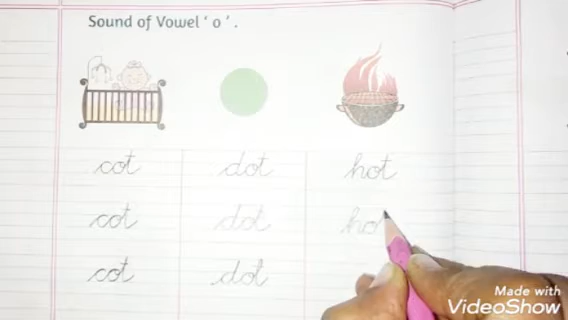 Sound of Vowel ‘ o ’ .
cot dot hot
cot dot ho
cot dot
Made with
VideoShow